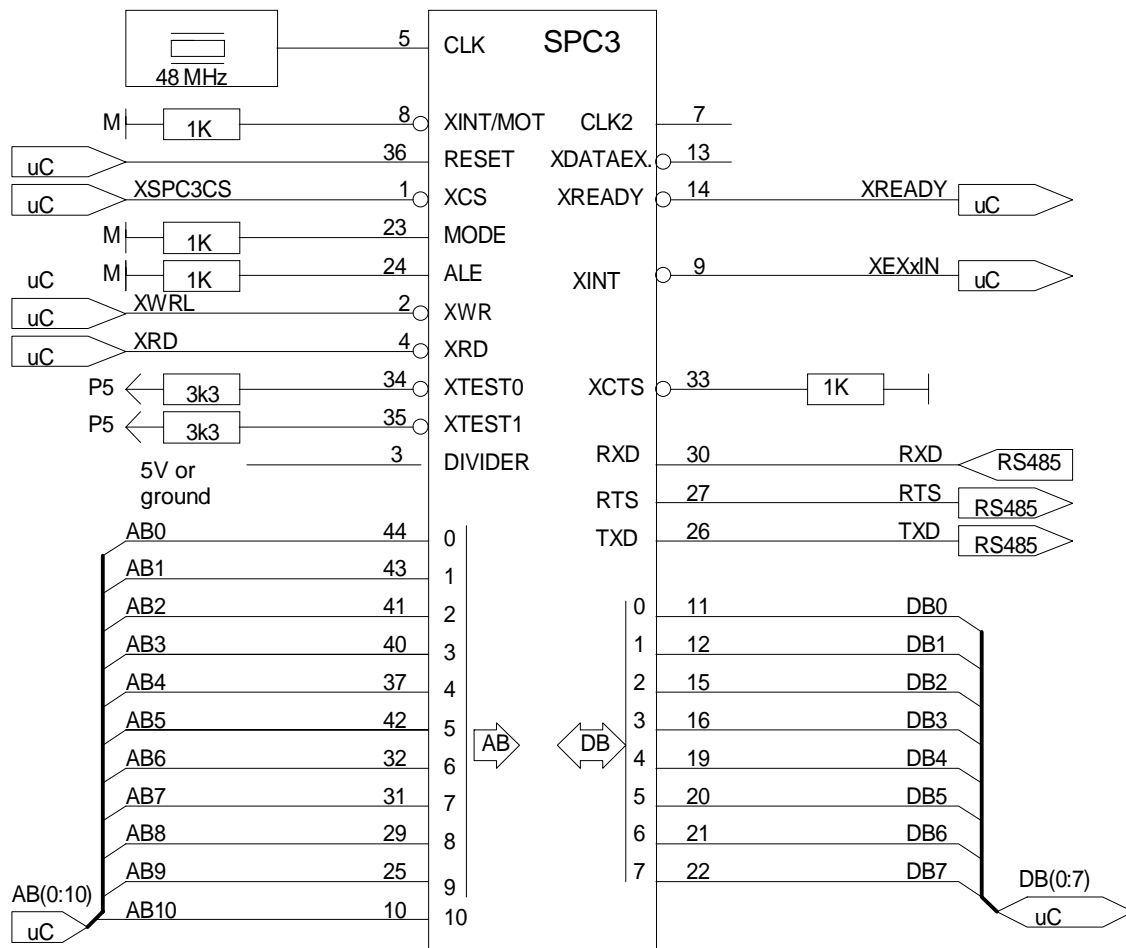 5 CLK SPC3
48 MHz
M 1K 8 XINT/MOT CLK2 7
uC 36 RESET XDATAEX. 13
uC XSPC3CS 1 XCS XREADY 14 XREADY uC
M 1K 23 MODE
uC M 1K 24 ALE XINT 9 XEXxIN uC
uC XWRL 2 XWR
uC XRD 4 XRD
P5 3k3 34 XTEST0 XCTS 33 1K
P5 3k3 35 XTEST1
5V or 3 DIVIDER RXD 30 RXD RS485
ground
RTS 27 RTS RS485
AB0 44 0 TXD 26 TXD RS485
AB1 43 1
AB2 41 2 0 11 DB0
AB3 40 3 1 12 DB1
AB4 37 4 2 15 DB2
AB5 42 5 AB DB 3 16 DB3
AB6 32 6 4 19 DB4
AB7 31 7 5 20 DB5
AB8 29 8 6 21 DB6
AB9 25 9 7 22 DB7
AB(0:10) DB(0:7)
uC AB10 10 10 uC